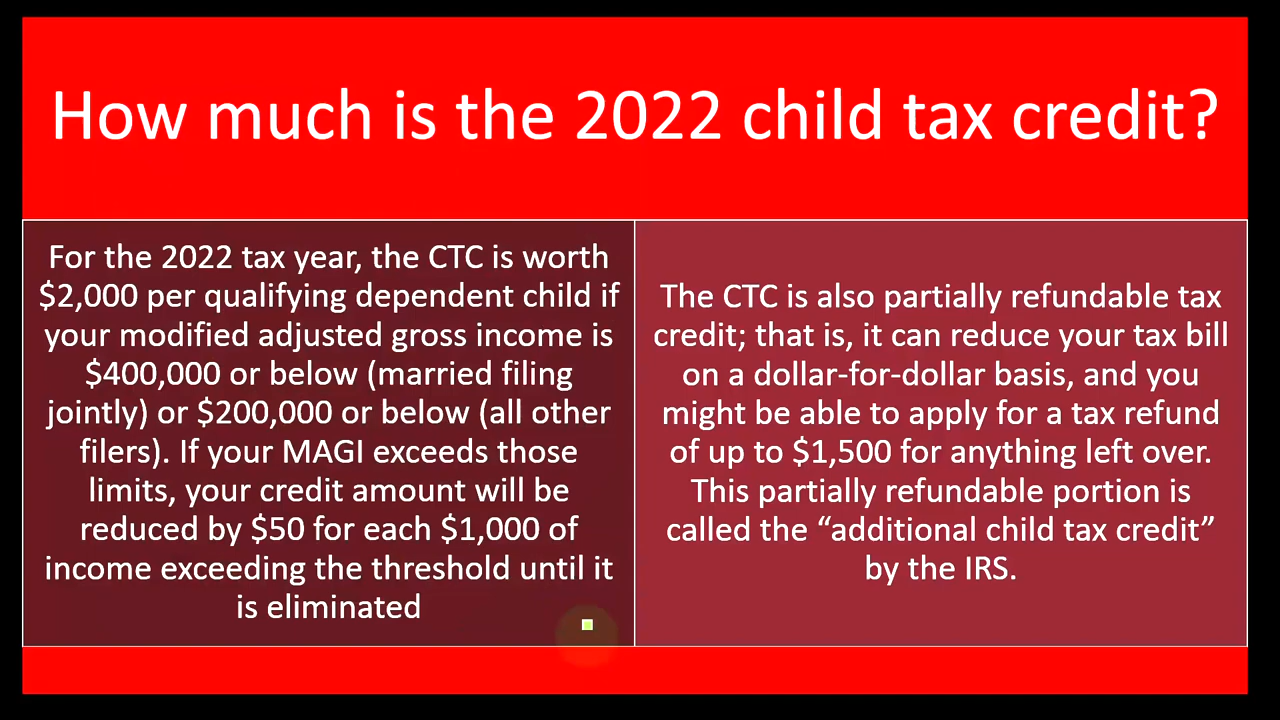 How much is the 2022 child tax credit?
For the 2022 tax year, the CTC is worth
$2,000 per qualifying dependent child if
your modified adjusted gross income is
$400,000 or below (married filing
jointly) or $200,000 or below (all other
filers). If your MAGI exceeds those
limits, your credit amount will be
reduced by $50 for each $1,000 of
income exceeding the threshold until it
is eliminated
The CTC is also partially refundable tax
credit; that is, it can reduce your tax bill
on a dollar-for-dollar basis, and you
might be able to apply for a tax refund
of up to $1,500 for anything left over.
This partially refundable portion is
called the “additional child tax credit”
by the IRS.